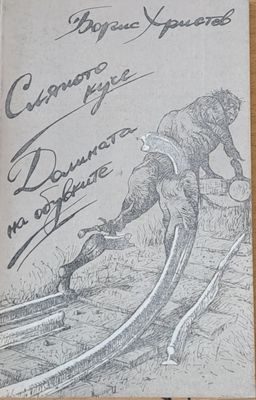 Борис Христов
Сляпото
куче
Долината
на обувките